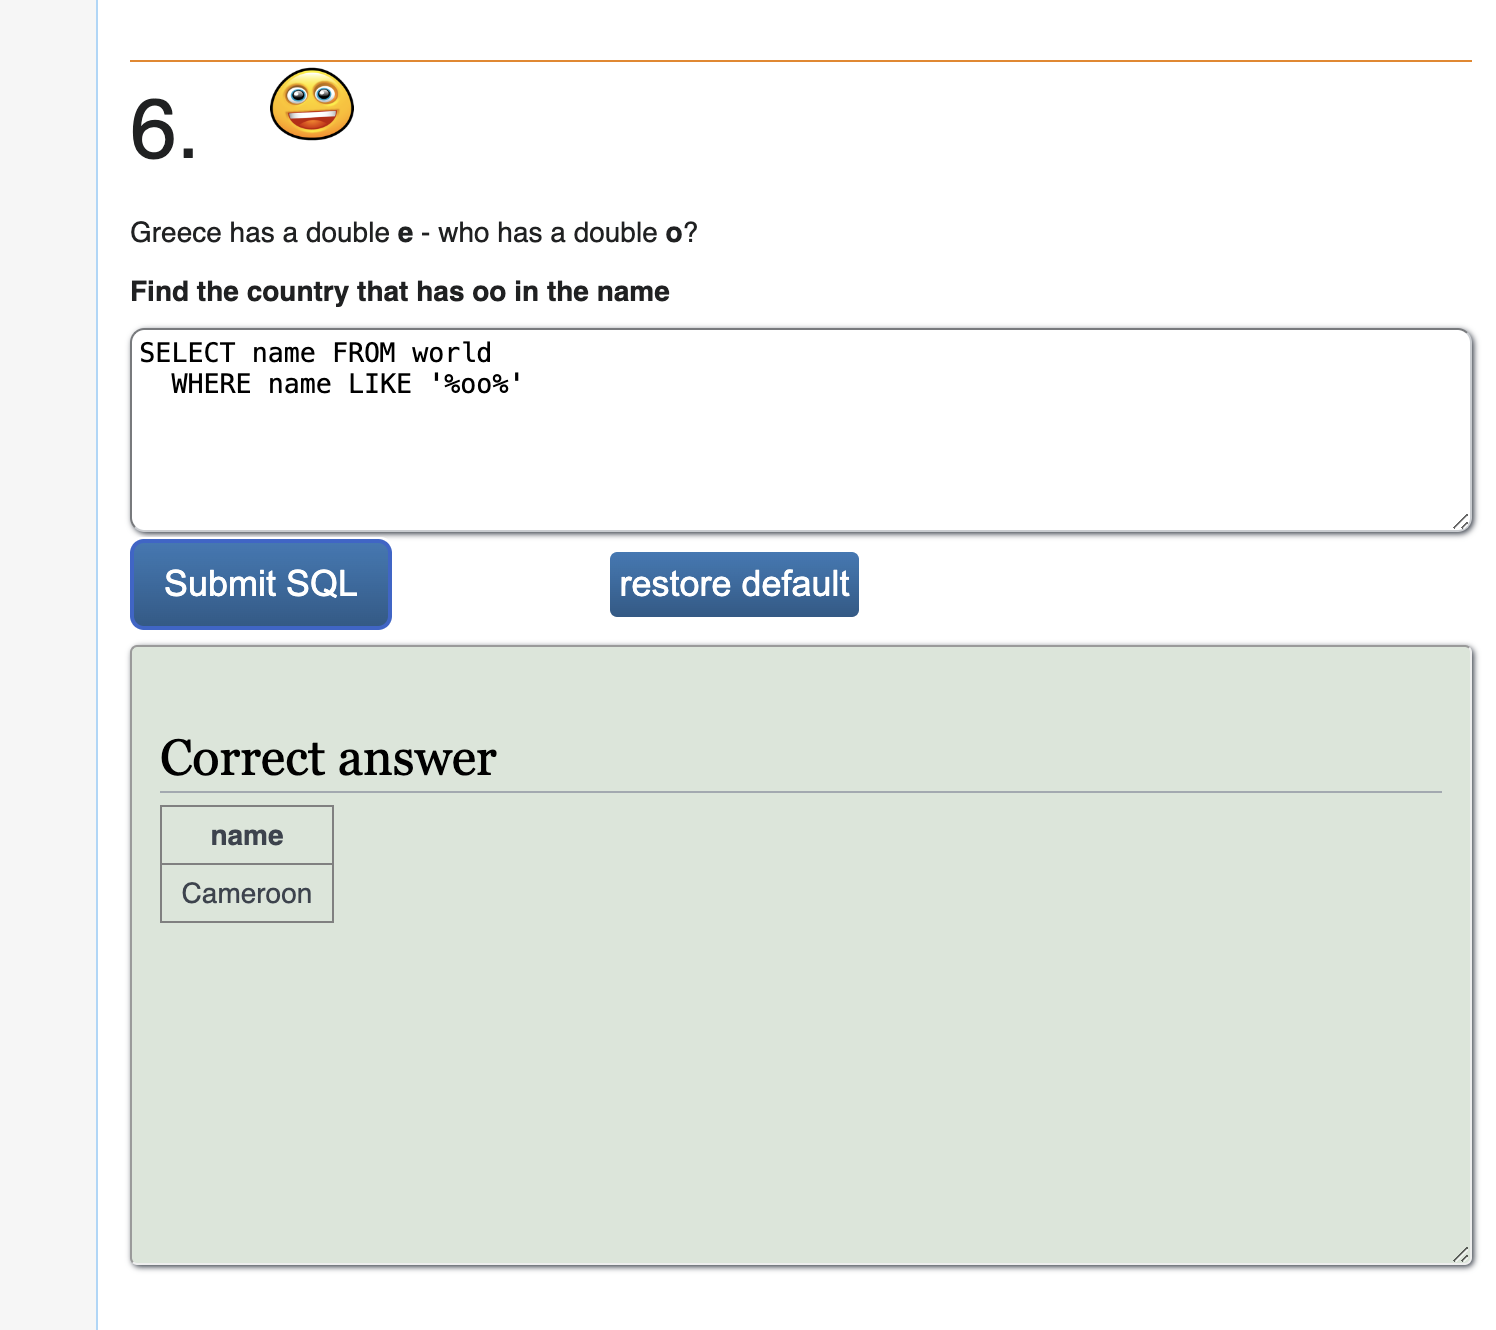 6.
Greece has a double e - who has a double o?
Find the country that has oo in the name
SELECT name FROM world
  WHERE name LIKE '%oo%'
Submit SQL
restore default
Correct answer
name
Cameroon